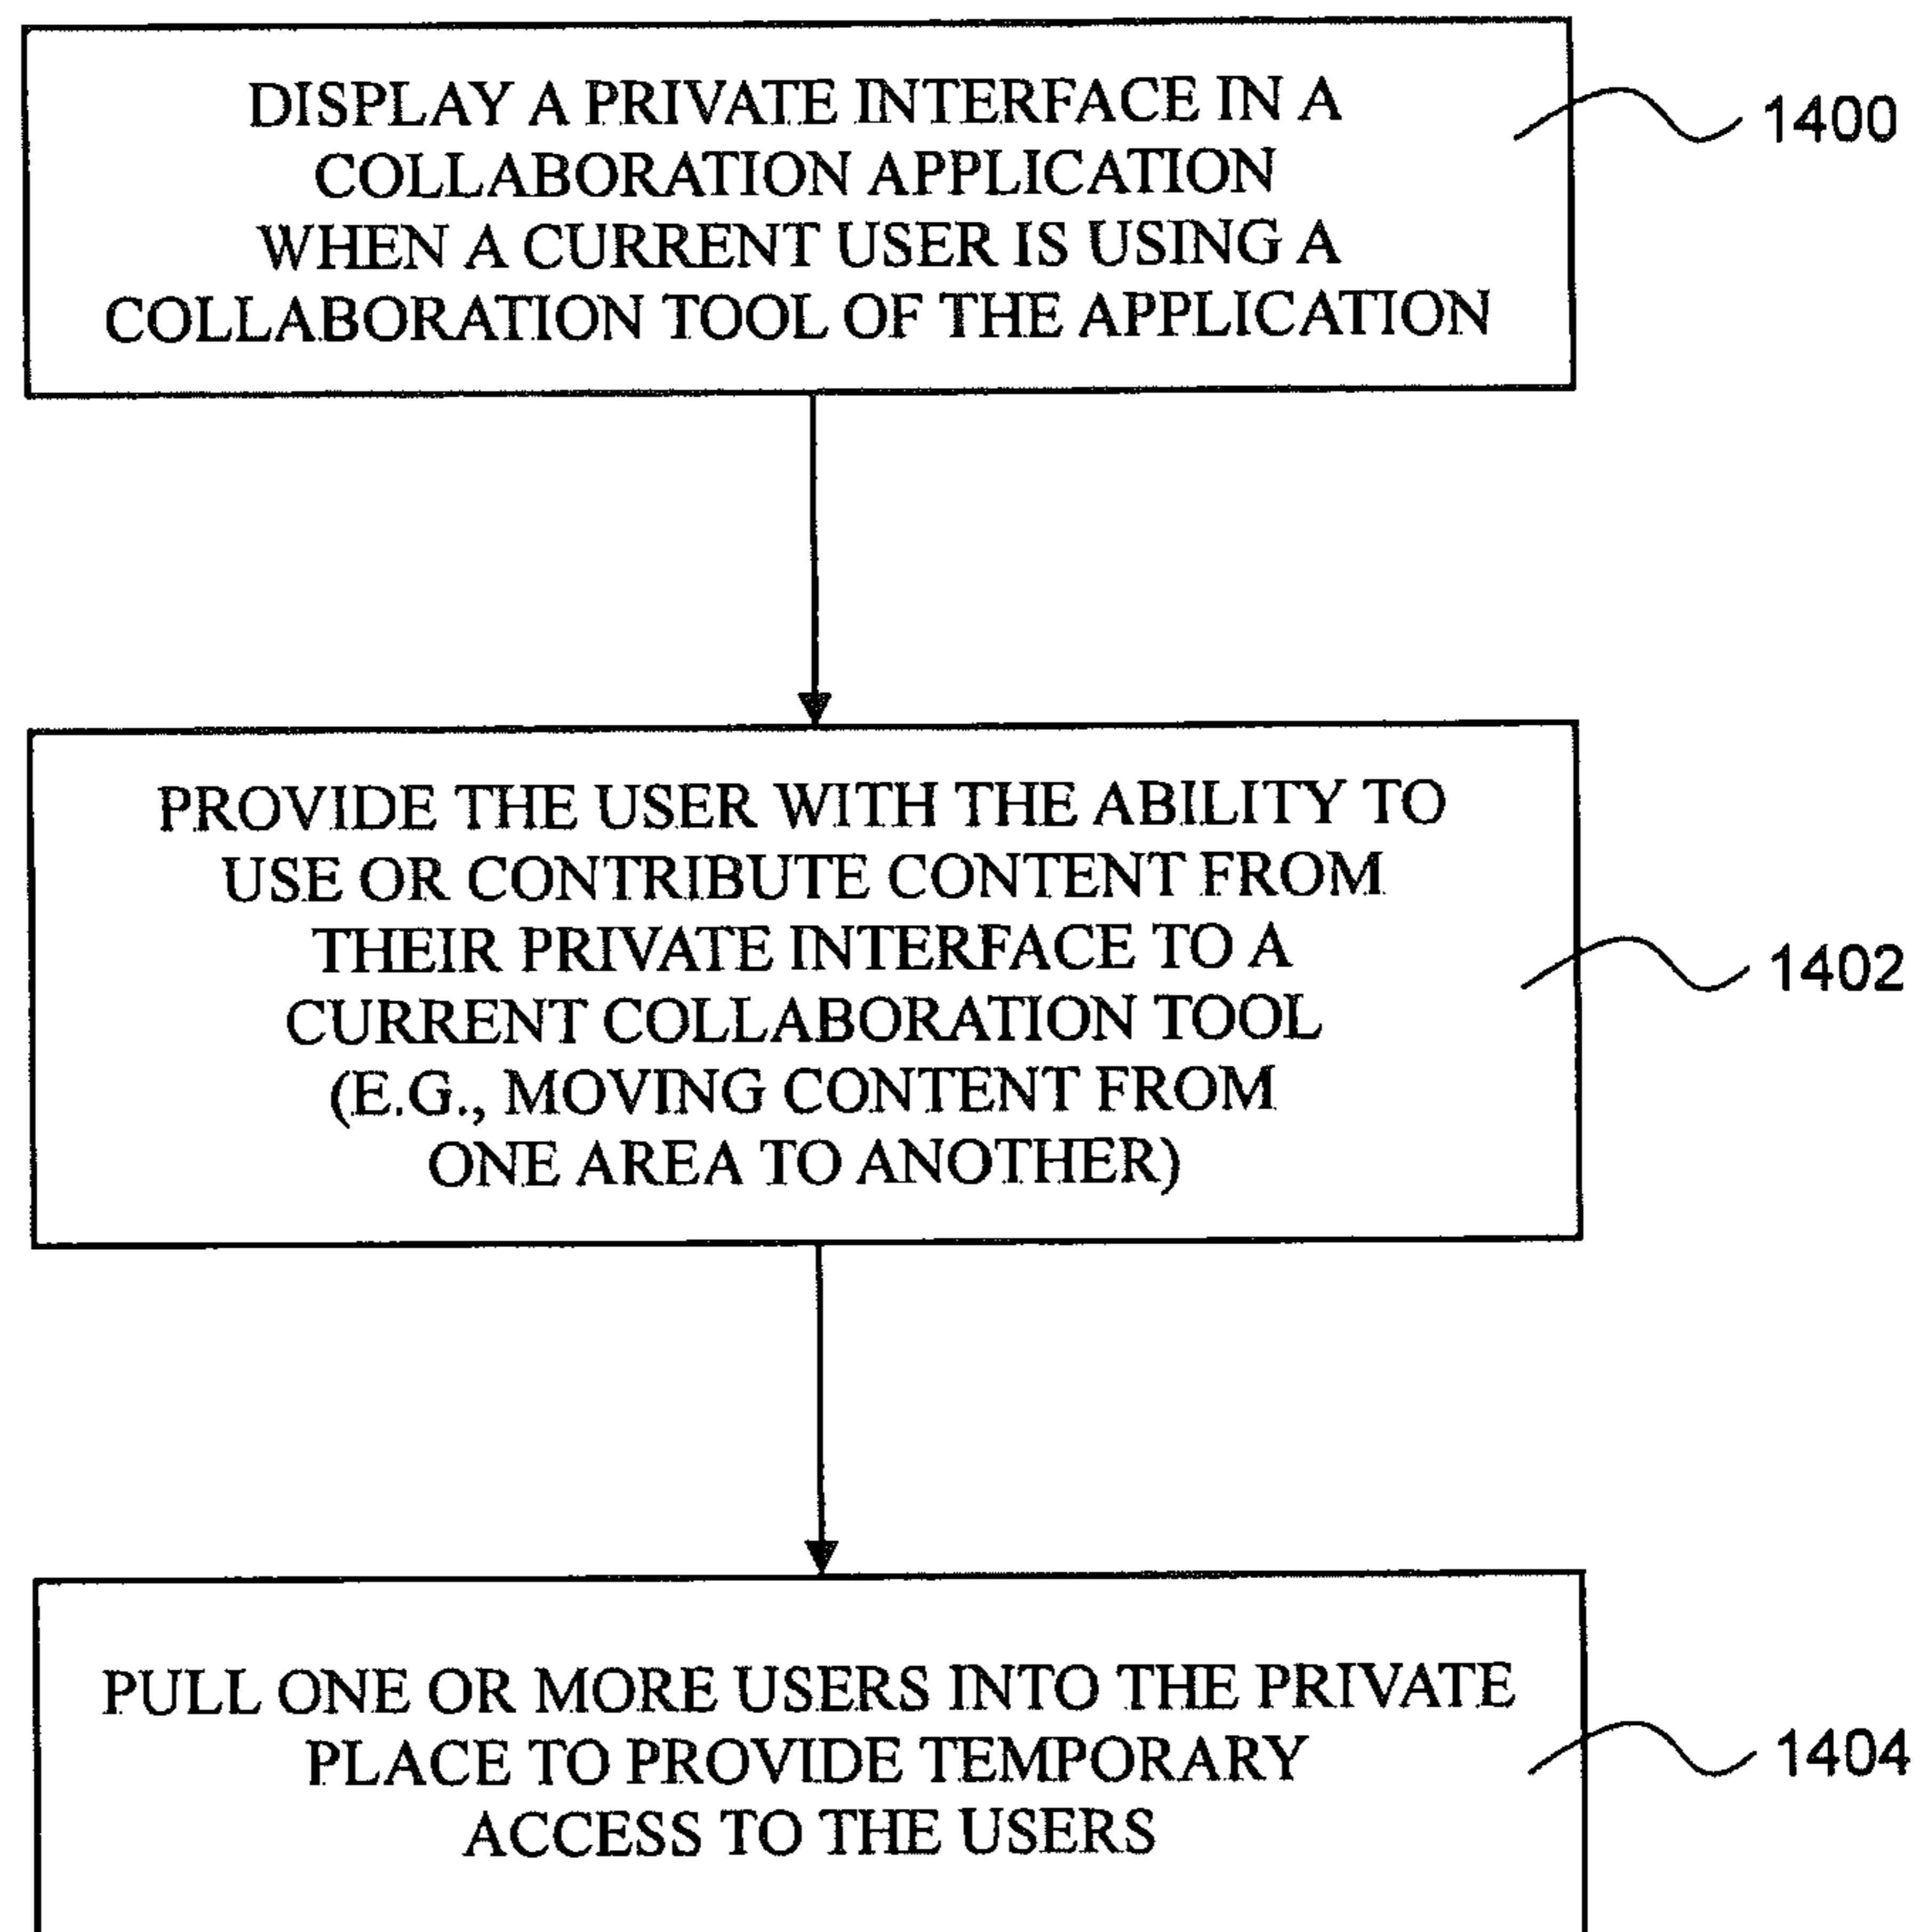 DISPLAY A PRIVATE INTERFACE IN A
COLLABORATION APPLICATION
WHEN A CURRENT USER IS USING A
COLLABORATION TOOL OF THE APPLICATION
1400
PROVIDE THE USER WITH THE ABILITY TO
USE OR CONTRIBUTE CONTENT FROM
THEIR PRIVATE INTERFACE TO A
CURRENT COLLABORATION TOOL
(E.G., MOVING CONTENT FROM
ONE AREA TO ANOTHER)
1402
PULL ONE OR MORE USERS INTO THE PRIVATE
PLACE TO PROVIDE TEMPORARY
ACCESS TO THE USERS
1404